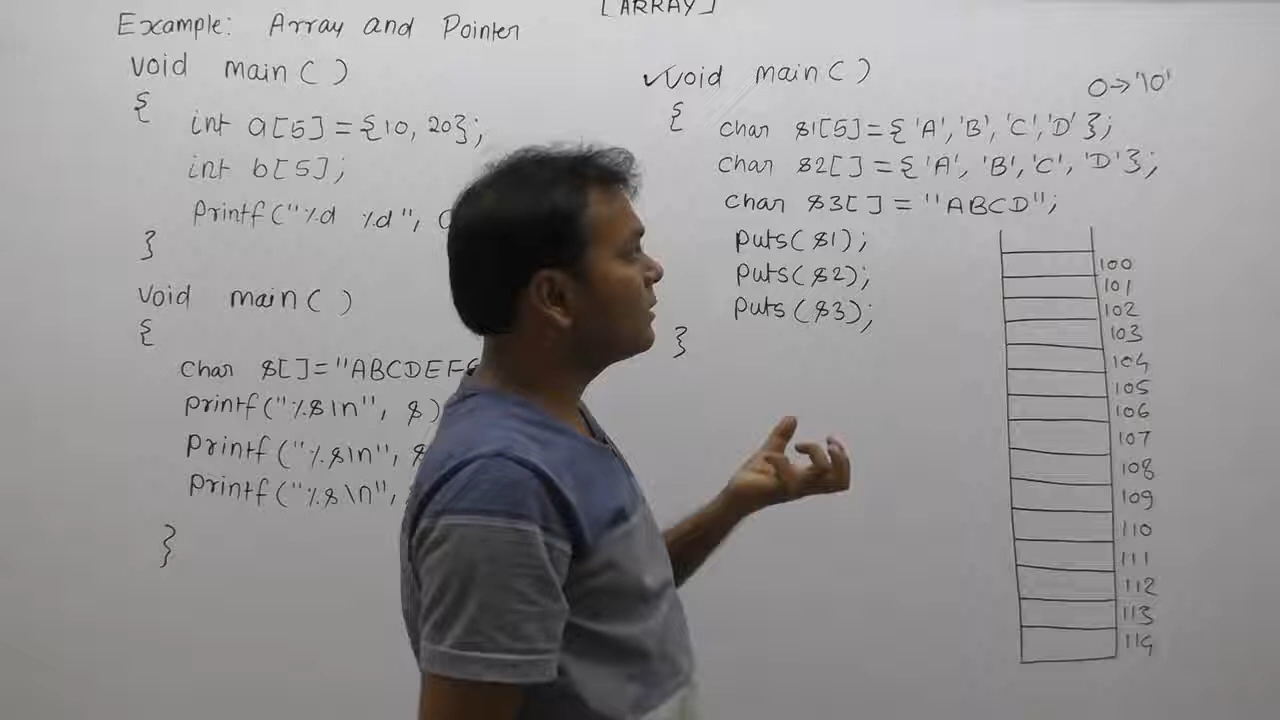 [ARRAY]
Example: Array and Pointer
void main()
{
int a[5]={10, 20};
int b[5];
Printf("%d %d",
}
void main()
{
char s[]="ABCDEF
Printf("%s\n", s)
Printf("%s\n",
Printf("%s\n",
}
✓void main()
0→'\0'
{
char s1[5]={'A','B','C','D'};
char s2[]={'A', 'B', 'C', 'D'};
char s3[]="ABCD";
Puts(s1);
Puts(s2);
Puts(s3);
}
100
101
102
103
104
105
106
107
108
109
110
111
112
113
114